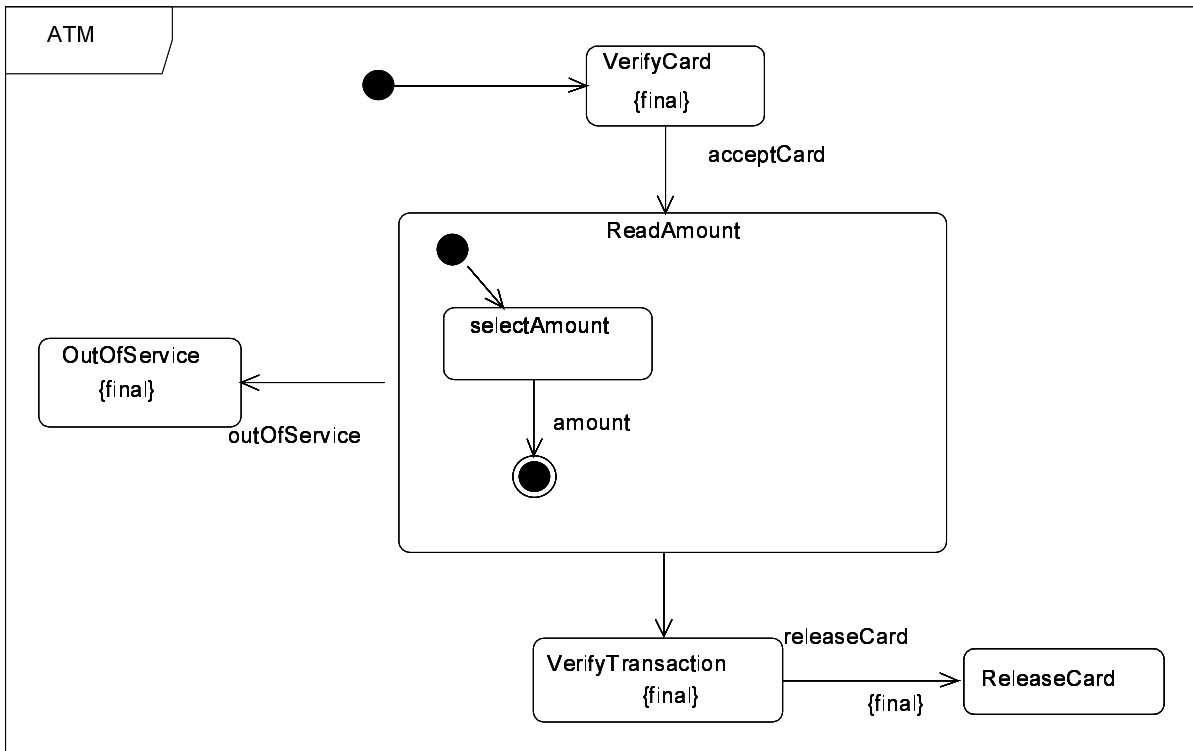 ATM
VerifyCard
{final}
acceptCard
ReadAmount
selectAmount
OutOfService
{final}
amount
outOfService
releaseCard
VerifyTransaction
{final}
ReleaseCard
{final}